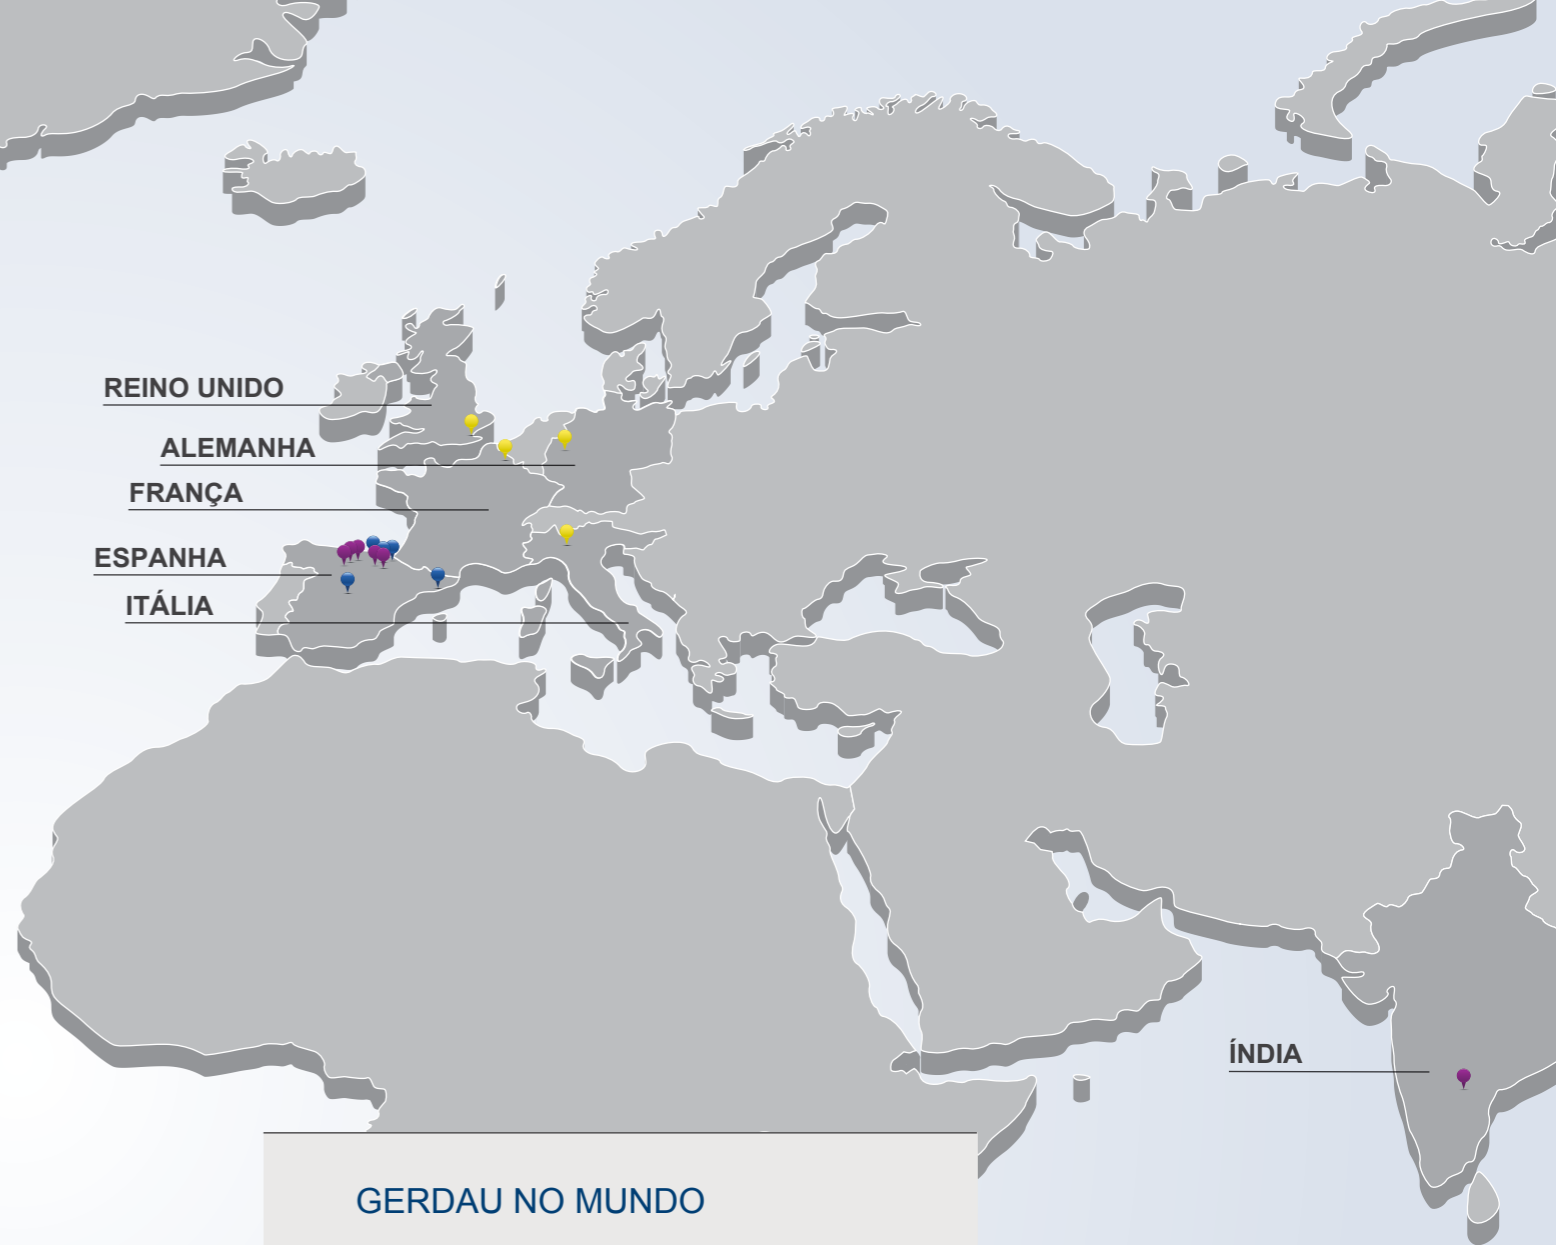 REINO UNIDO
ALEMANHA
FRANÇA
ESPANHA
ITÁLIA
ÍNDIA
GERDAU NO MUNDO